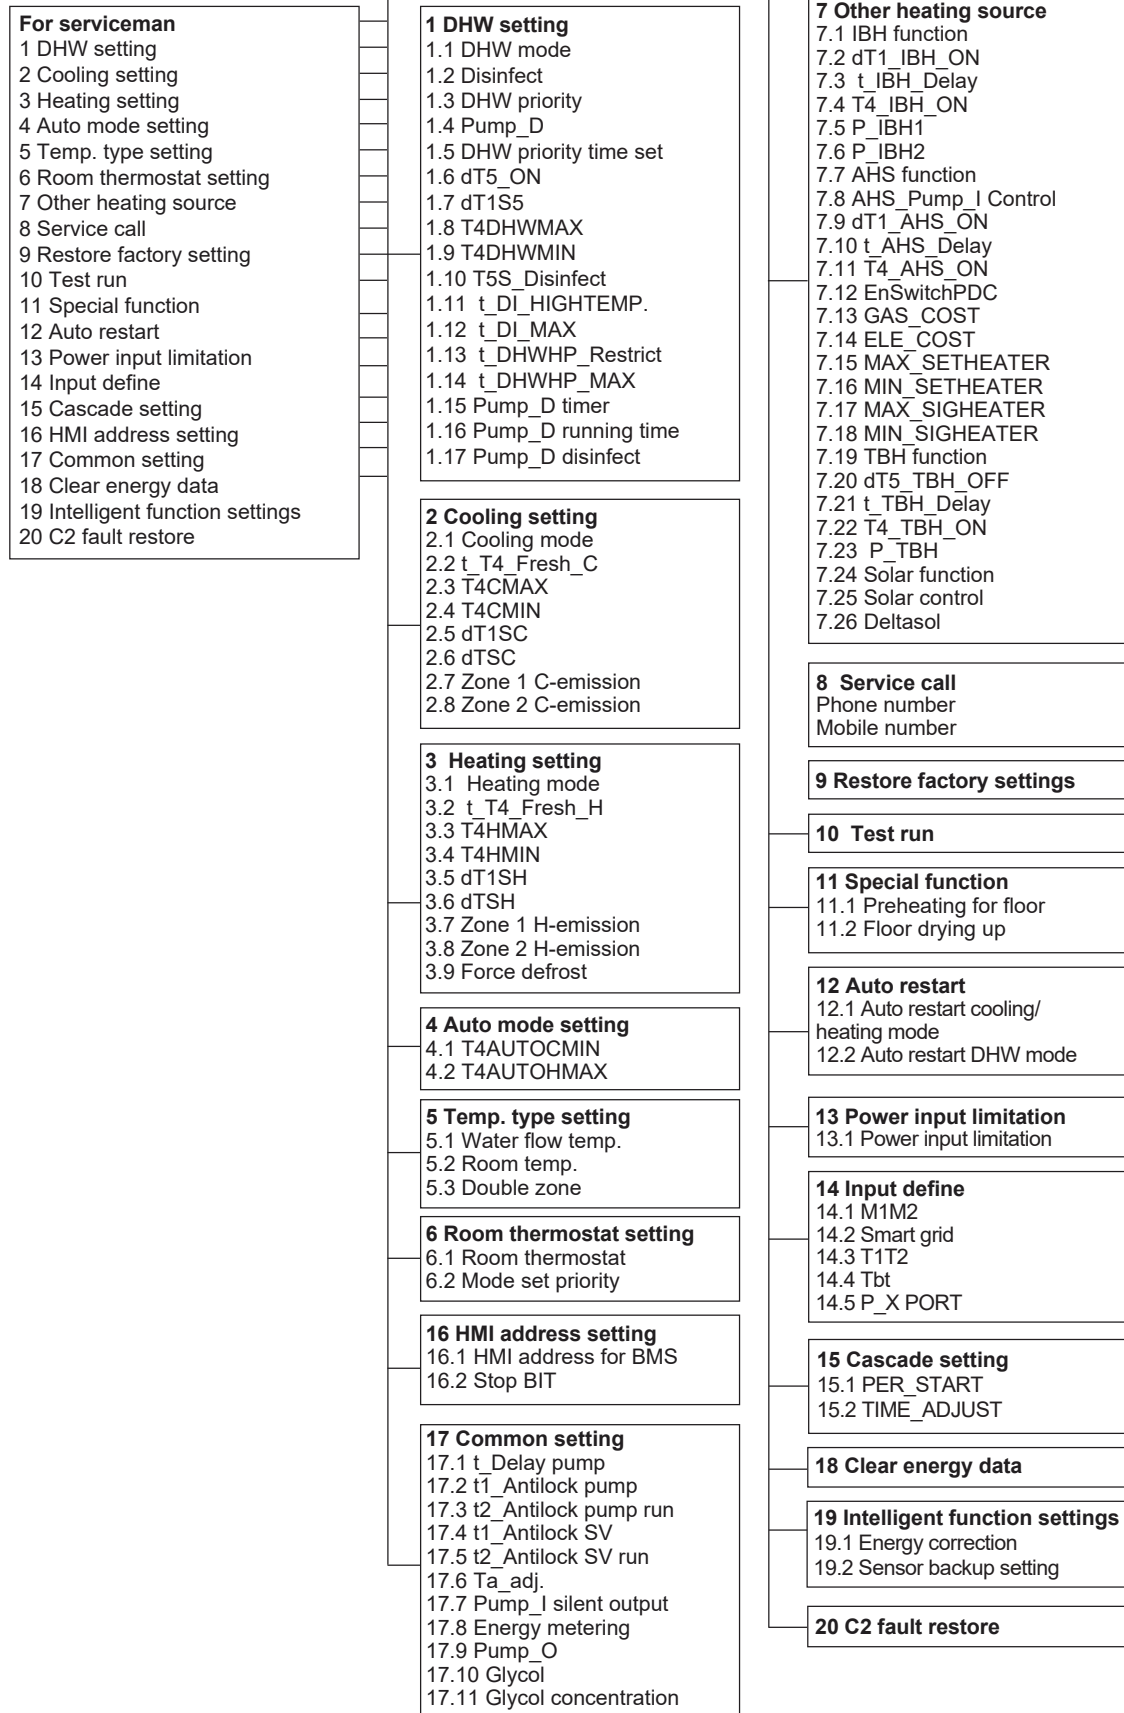 For serviceman
1 DHW setting
2 Cooling setting
3 Heating setting
4 Auto mode setting
5 Temp. type setting
6 Room thermostat setting
7 Other heating source
8 Service call
9 Restore factory setting
10 Test run
11 Special function
12 Auto restart
13 Power input limitation
14 Input define
15 Cascade setting
16 HMI address setting
17 Common setting
18 Clear energy data
19 Intelligent function settings
20 C2 fault restore
1 DHW setting
1.1 DHW mode
1.2 Disinfect
1.3 DHW priority
1.4 Pump_D
1.5 DHW priority time set
1.6 dT5_ON
1.7 dT1S5
1.8 T4DHWMAX
1.9 T4DHWMIN
1.10 T5S_Disinfect
1.11 t_DI_HIGHTEMP.
1.12 t_DI_MAX
1.13 t_DHWHP_Restrict
1.14 t_DHWHP_MAX
1.15 Pump_D timer
1.16 Pump_D running time
1.17 Pump_D disinfect
2 Cooling setting
2.1 Cooling mode
2.2 t_T4_Fresh_C
2.3 T4CMAX
2.4 T4CMIN
2.5 dT1SC
2.6 dTSC
2.7 Zone 1 C-emission
2.8 Zone 2 C-emission
3 Heating setting
3.1 Heating mode
3.2 t_T4_Fresh_H
3.3 T4HMAX
3.4 T4HMIN
3.5 dT1SH
3.6 dTSH
3.7 Zone 1 H-emission
3.8 Zone 2 H-emission
3.9 Force defrost
4 Auto mode setting
4.1 T4AUTOCMIN
4.2 T4AUTOHMAX
5 Temp. type setting
5.1 Water flow temp.
5.2 Room temp.
5.3 Double zone
6 Room thermostat setting
6.1 Room thermostat
6.2 Mode set priority
16 HMI address setting
16.1 HMI address for BMS
16.2 Stop BIT
17 Common setting
17.1 t_Delay pump
17.2 t1_Antilock pump
17.3 t2_Antilock pump run
17.4 t1_Antilock SV
17.5 t2_Antilock SV run
17.6 Ta_adj.
17.7 Pump_I silent output
17.8 Energy metering
17.9 Pump_O
17.10 Glycol
17.11 Glycol concentration
7 Other heating source
7.1 IBH function
7.2 dT1_IBH_ON
7.3 t_IBH_Delay
7.4 T4_IBH_ON
7.5 P_IBH1
7.6 P_IBH2
7.7 AHS function
7.8 AHS_Pump_I Control
7.9 dT1_AHS_ON
7.10 t_AHS_Delay
7.11 T4_AHS_ON
7.12 EnSwitchPDC
7.13 GAS_COST
7.14 ELE_COST
7.15 MAX_SETHEATER
7.16 MIN_SETHEATER
7.17 MAX_SIGHEATER
7.18 MIN_SIGHEATER
7.19 TBH function
7.20 dT5_TBH_OFF
7.21 t_TBH_Delay
7.22 T4_TBH_ON
7.23 P_TBH
7.24 Solar function
7.25 Solar control
7.26 Deltasol
8 Service call
Phone number
Mobile number
9 Restore factory settings
10 Test run
11 Special function
11.1 Preheating for floor
11.2 Floor drying up
12 Auto restart
12.1 Auto restart cooling/
heating mode
12.2 Auto restart DHW mode
13 Power input limitation
13.1 Power input limitation
14 Input define
14.1 M1M2
14.2 Smart grid
14.3 T1T2
14.4 Tbt
14.5 P_X PORT
15 Cascade setting
15.1 PER_START
15.2 TIME_ADJUST
18 Clear energy data
19 Intelligent function settings
19.1 Energy correction
19.2 Sensor backup setting
20 C2 fault restore